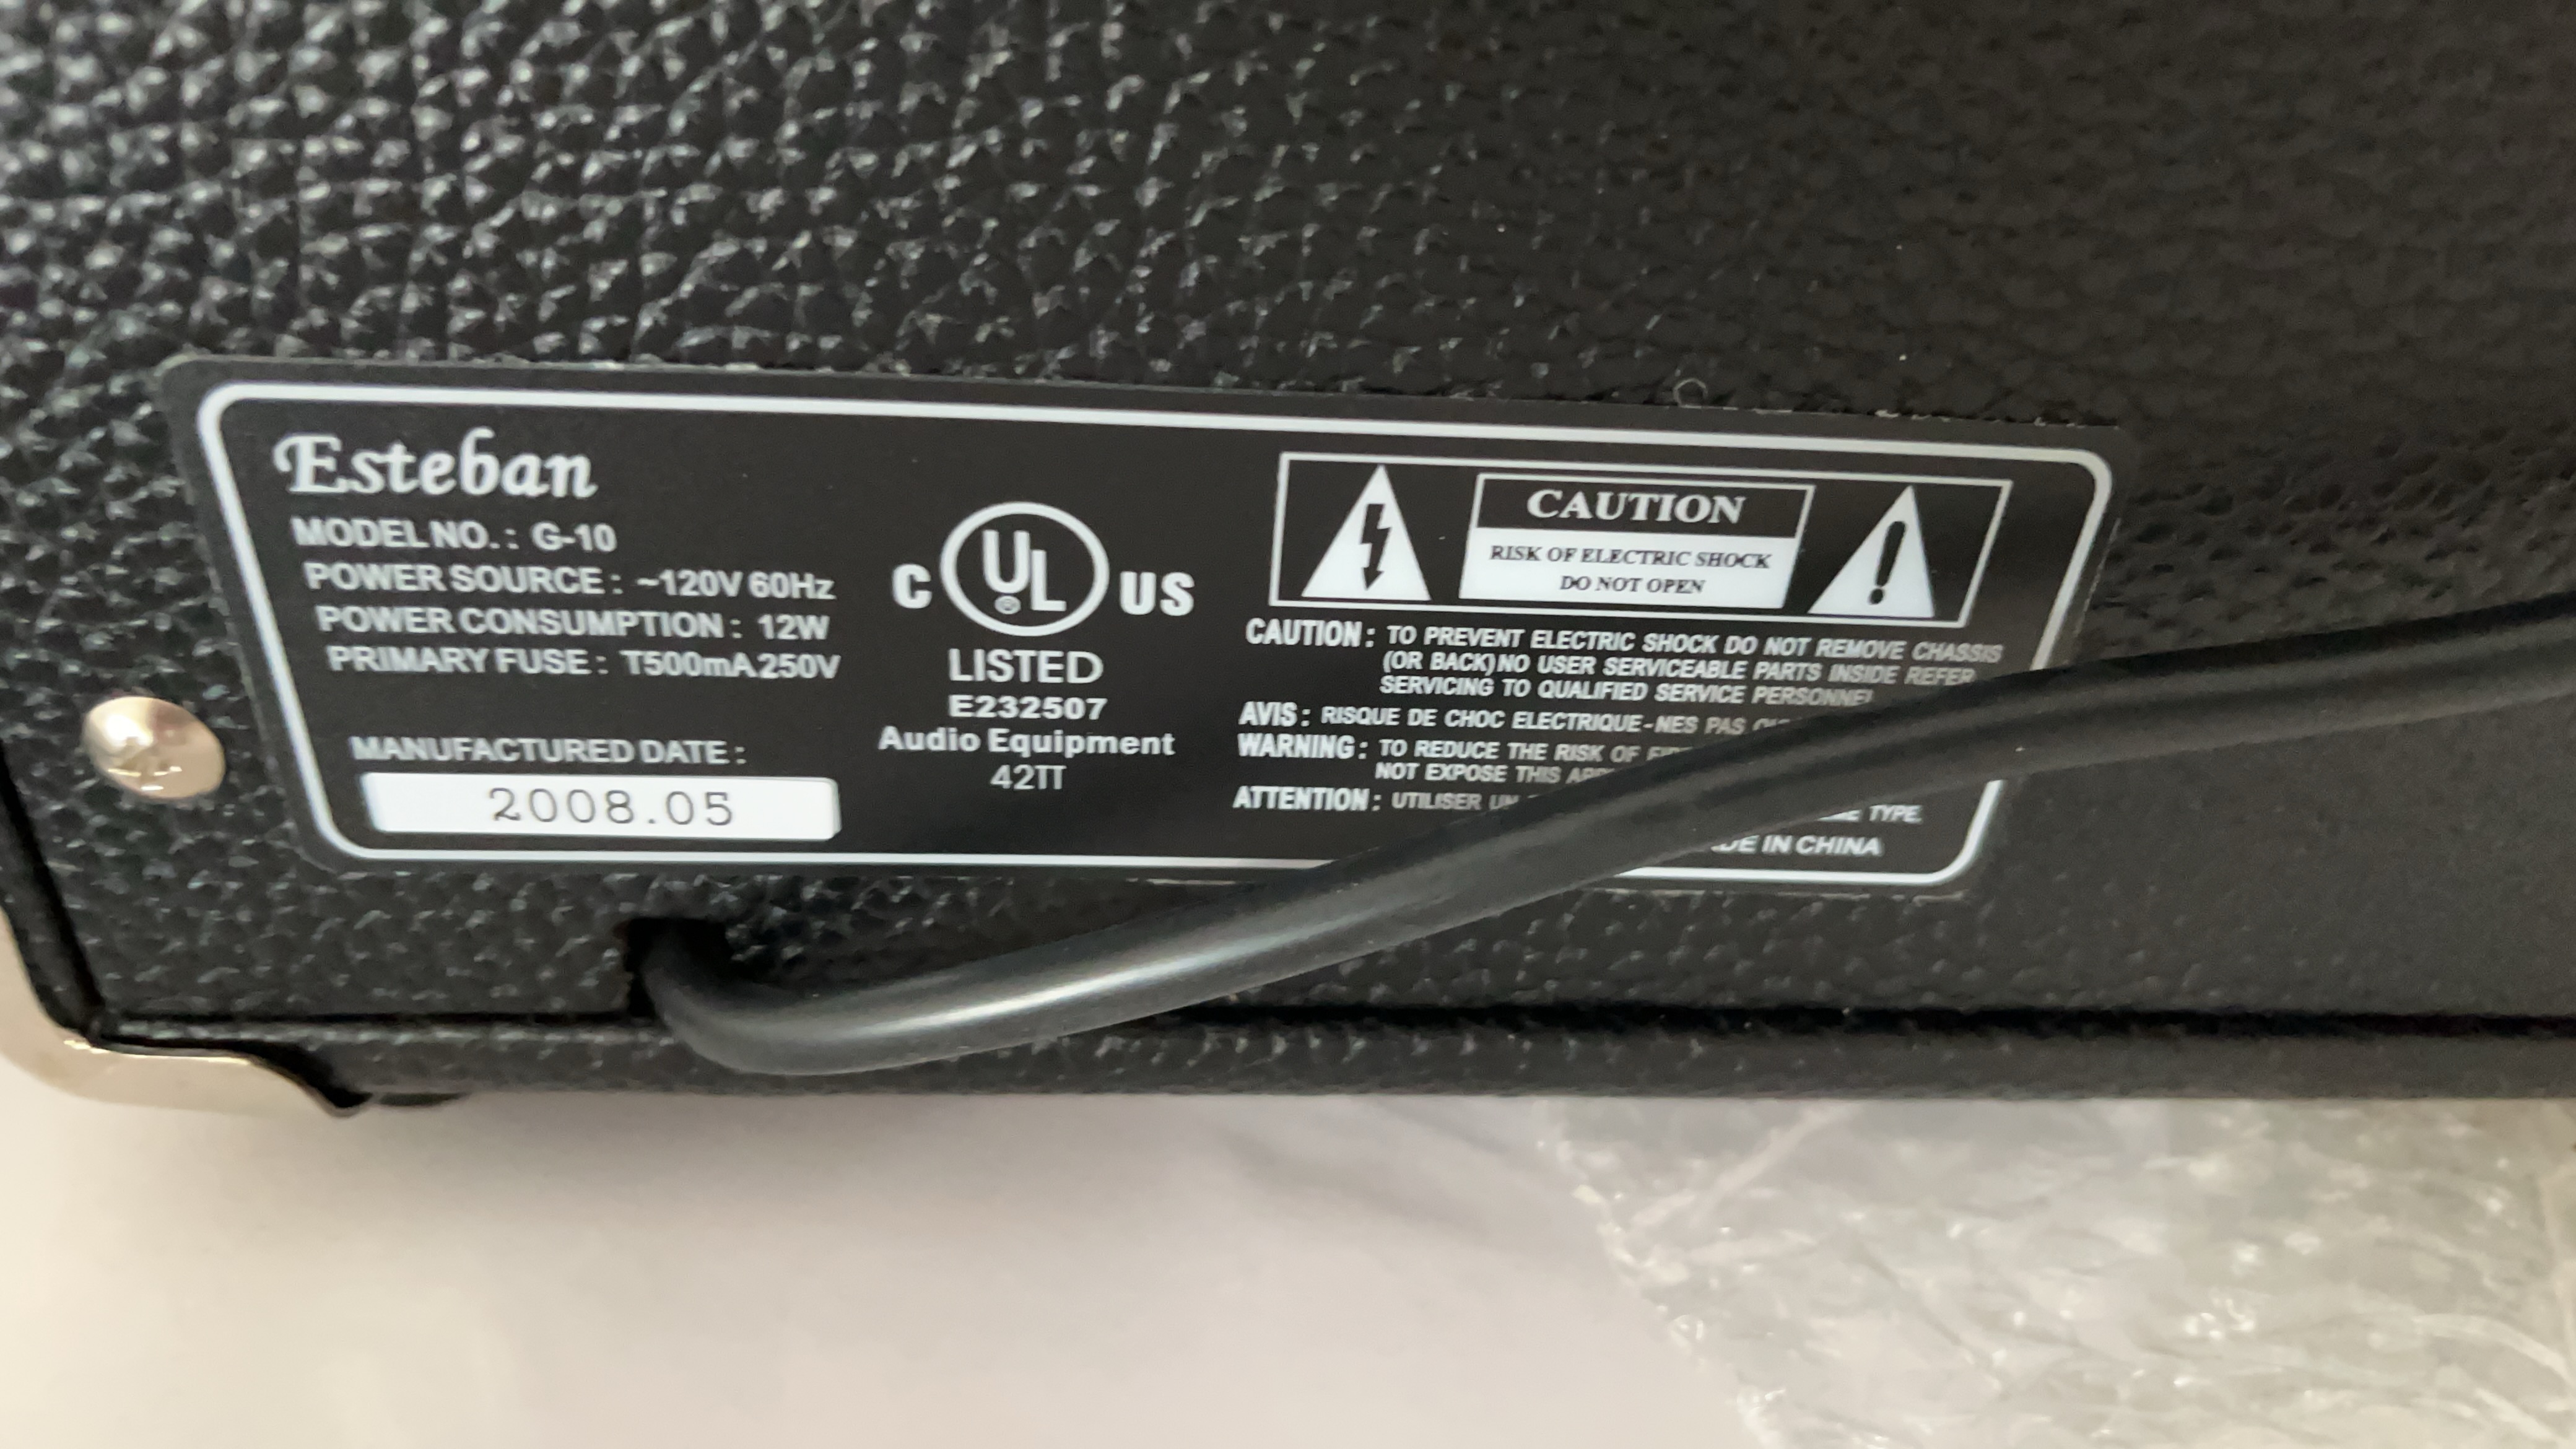 Esteban
MODEL NO. : G-10
POWER SOURCE : ~120V 60Hz
POWER CONSUMPTION : 12W
PRIMARY FUSE : T500mA250V
MANUFACTURED DATE :
2008.05
C UL ® US
LISTED
E232507
Audio Equipment
42TT
CAUTION
RISK OF ELECTRIC SHOCK
DO NOT OPEN
CAUTION : TO PREVENT ELECTRIC SHOCK DO NOT REMOVE CHASSIS
(OR BACK) NO USER SERVICEABLE PARTS INSIDE REFER
SERVICING TO QUALIFIED SERVICE PERSONNEL
AVIS : RISQUE DE CHOC ELECTRIQUE-NES PAS
WARNING : TO REDUCE THE RISK OF
NOT EXPOSE THIS
ATTENTION : UTILISER UN
TYPE.
IN CHINA